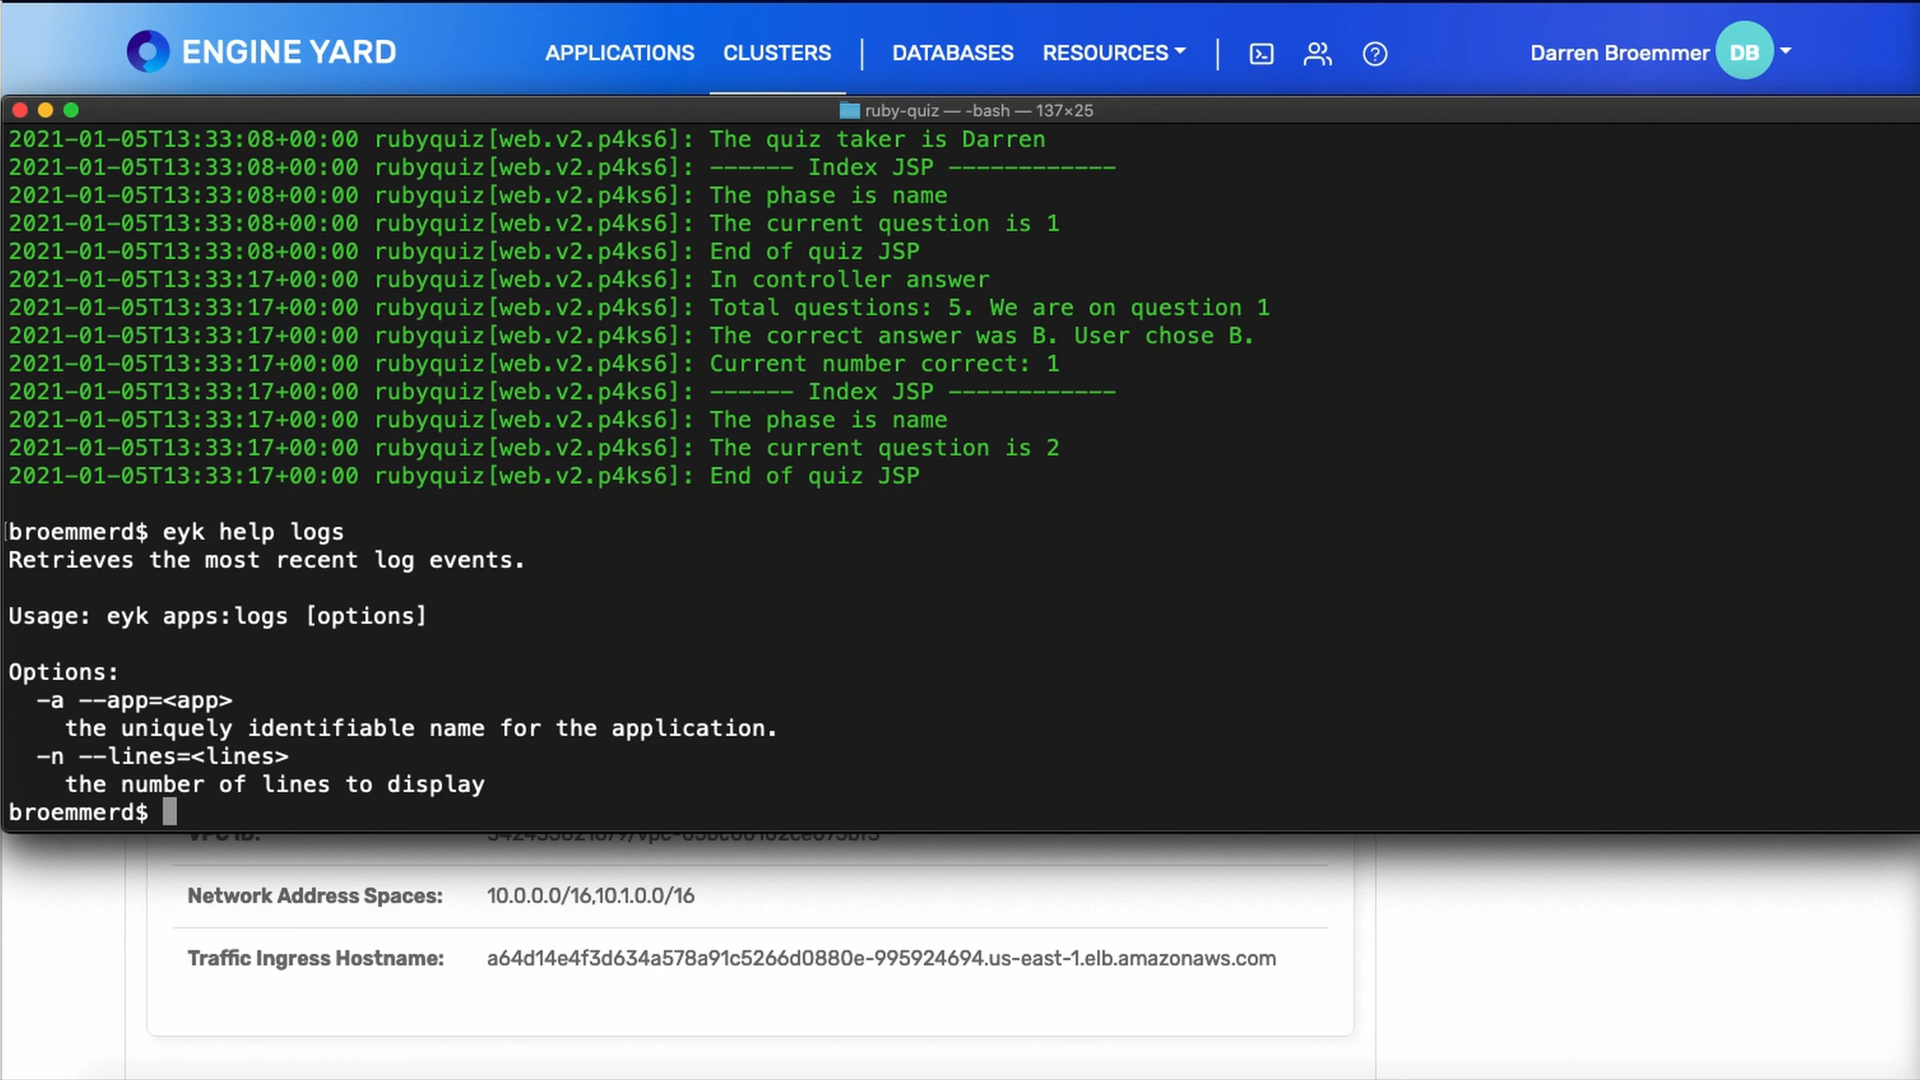 ENGINE YARD
APPLICATIONS CLUSTERS DATABASES RESOURCES Darren Broemmer DB
ruby-quiz — -bash — 137×25
2021-01-05T13:33:08+00:00 rubyquiz[web.v2.p4ks6]: The quiz taker is Darren
2021-01-05T13:33:08+00:00 rubyquiz[web.v2.p4ks6]: ------ Index JSP ------------
2021-01-05T13:33:08+00:00 rubyquiz[web.v2.p4ks6]: The phase is name
2021-01-05T13:33:08+00:00 rubyquiz[web.v2.p4ks6]: The current question is 1
2021-01-05T13:33:08+00:00 rubyquiz[web.v2.p4ks6]: End of quiz JSP
2021-01-05T13:33:17+00:00 rubyquiz[web.v2.p4ks6]: In controller answer
2021-01-05T13:33:17+00:00 rubyquiz[web.v2.p4ks6]: Total questions: 5. We are on question 1
2021-01-05T13:33:17+00:00 rubyquiz[web.v2.p4ks6]: The correct answer was B. User chose B.
2021-01-05T13:33:17+00:00 rubyquiz[web.v2.p4ks6]: Current number correct: 1
2021-01-05T13:33:17+00:00 rubyquiz[web.v2.p4ks6]: ------ Index JSP ------------
2021-01-05T13:33:17+00:00 rubyquiz[web.v2.p4ks6]: The phase is name
2021-01-05T13:33:17+00:00 rubyquiz[web.v2.p4ks6]: The current question is 2
2021-01-05T13:33:17+00:00 rubyquiz[web.v2.p4ks6]: End of quiz JSP
broemmerd$ eyk help logs
Retrieves the most recent log events.
Usage: eyk apps:logs [options]
Options:
-a --app=<app>
the uniquely identifiable name for the application.
-n --lines=<lines>
the number of lines to display
broemmerd$
VPC ID:
Network Address Spaces: 10.0.0.0/16,10.1.0.0/16
Traffic Ingress Hostname: a64d14e4f3d634a578a91c5266d0880e-995924694.us-east-1.elb.amazonaws.com